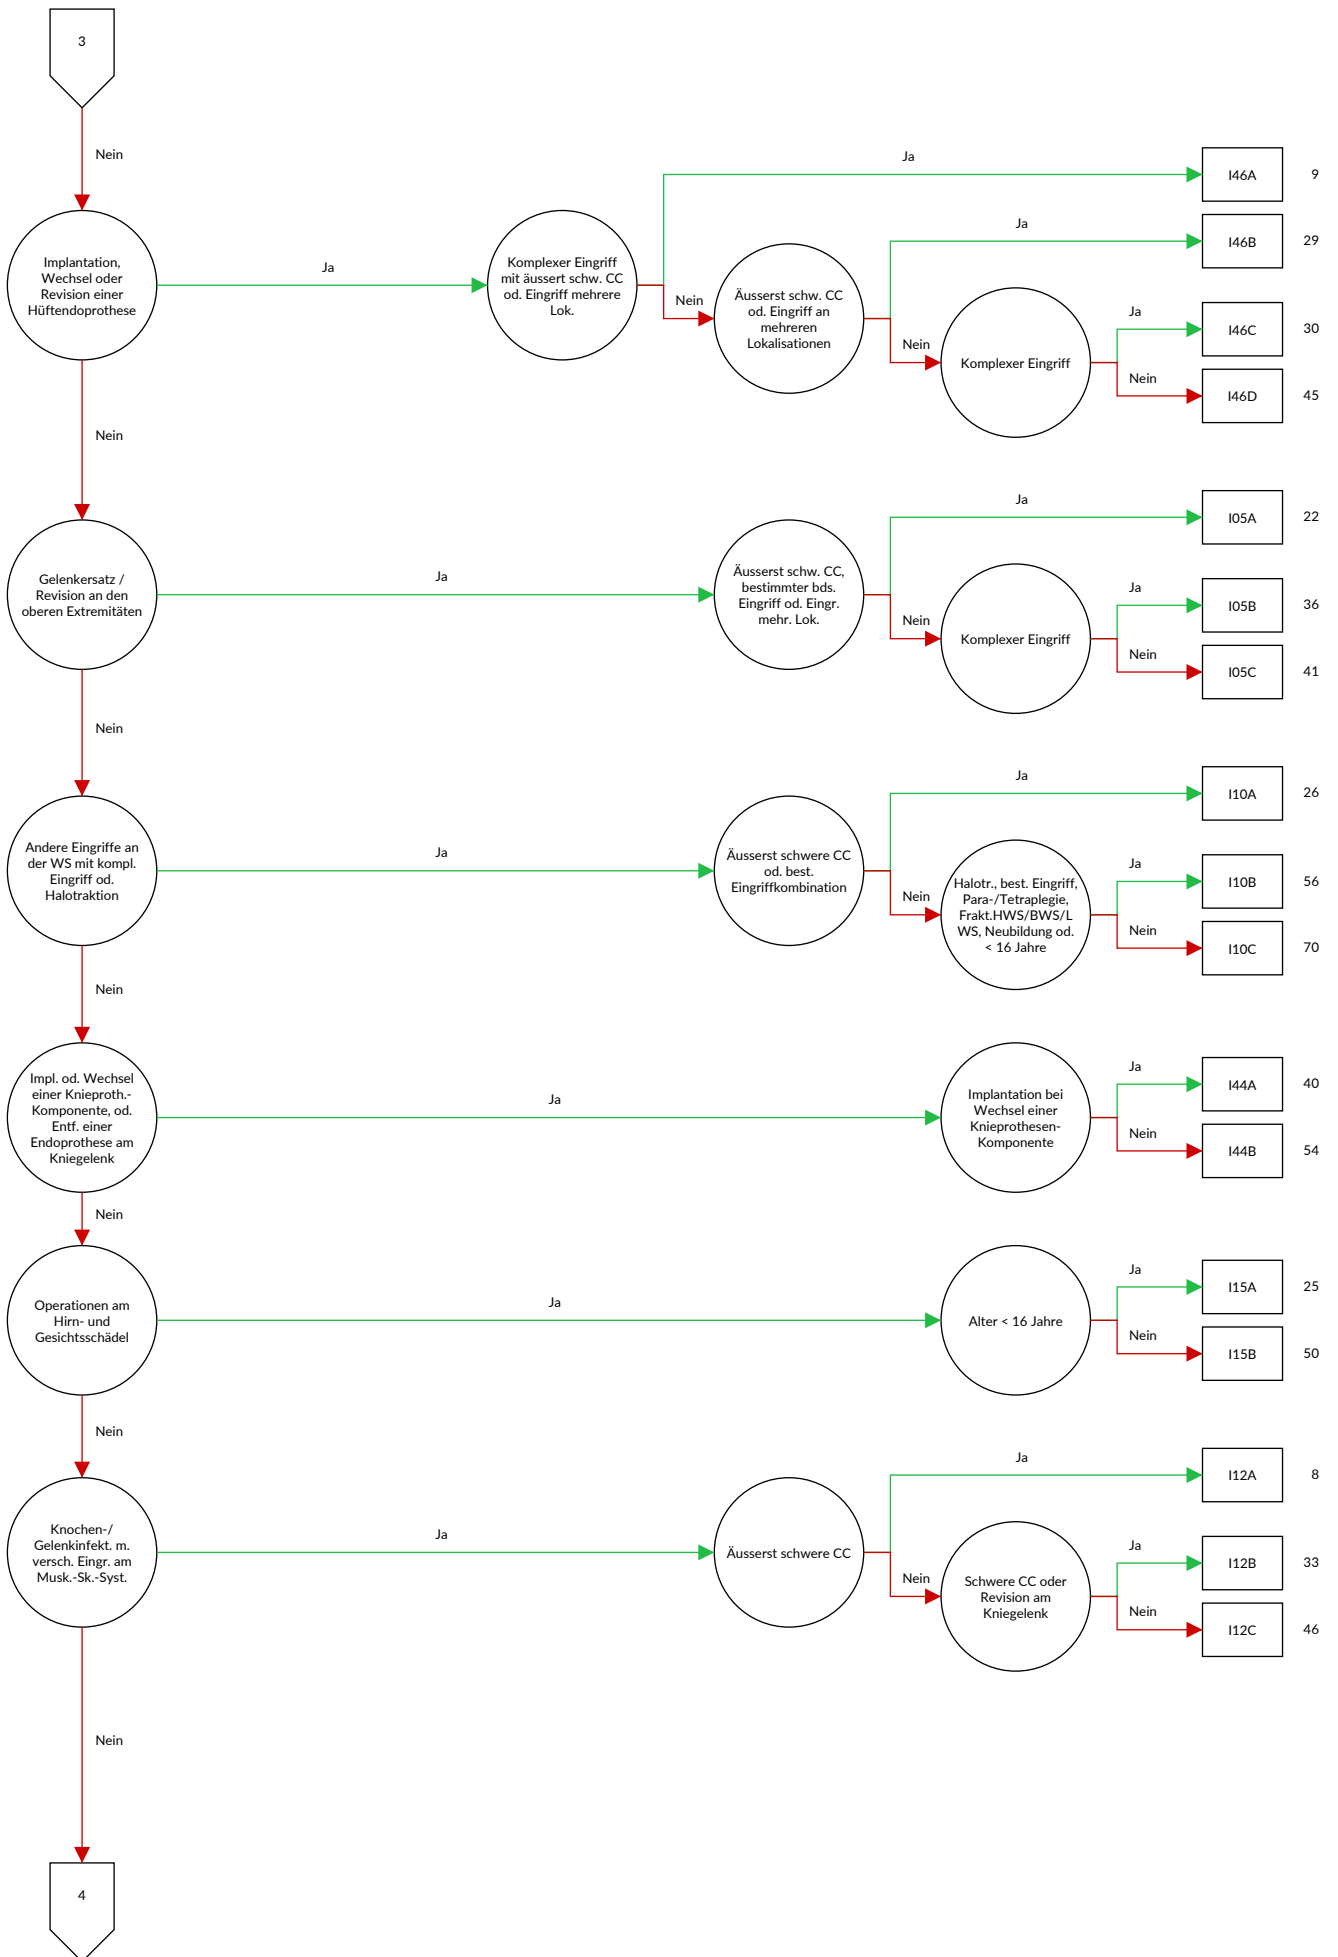 3
Nein
Ja
I46A
9
Implantation,
Wechsel oder
Revision einer
Hüftendoprothese
Ja
Komplexer Eingriff
mit äussert schw. CC
od. Eingriff mehrere
Lok.
Nein
Äusserst schw. CC
od. Eingriff an
mehreren
Lokalisationen
Ja
I46B
29
Nein
Komplexer Eingriff
Ja
I46C
30
Nein
I46D
45
Nein
Gelenkersatz /
Revision an den
oberen Extremitäten
Ja
Äusserst schw. CC,
bestimmter bds.
Eingriff od. Eingr.
mehr. Lok.
Ja
I05A
22
Nein
Komplexer Eingriff
Ja
I05B
36
Nein
I05C
41
Nein
Andere Eingriffe an
der WS mit kompl.
Eingriff od.
Halotraktion
Ja
Äusserst schwere CC
od. best.
Eingriffkombination
Ja
I10A
26
Nein
Halotr., best. Eingriff,
Para-/Tetraplegie,
Frakt.HWS/BWS/L
WS, Neubildung od.
< 16 Jahre
Ja
I10B
56
Nein
I10C
70
Nein
Impl. od. Wechsel
einer Knieproth.-
Komponente, od.
Entf. einer
Endoprothese am
Kniegelenk
Ja
Implantation bei
Wechsel einer
Knieprothesen-
Komponente
Ja
I44A
40
Nein
I44B
54
Nein
Operationen am
Hirn- und
Gesichtsschädel
Ja
Alter < 16 Jahre
Ja
I15A
25
Nein
I15B
50
Nein
Knochen-/
Gelenkinfekt. m.
versch. Eingr. am
Musk.-Sk.-Syst.
Ja
Äusserst schwere CC
Ja
I12A
8
Nein
Schwere CC oder
Revision am
Kniegelenk
Ja
I12B
33
Nein
I12C
46
Nein
4